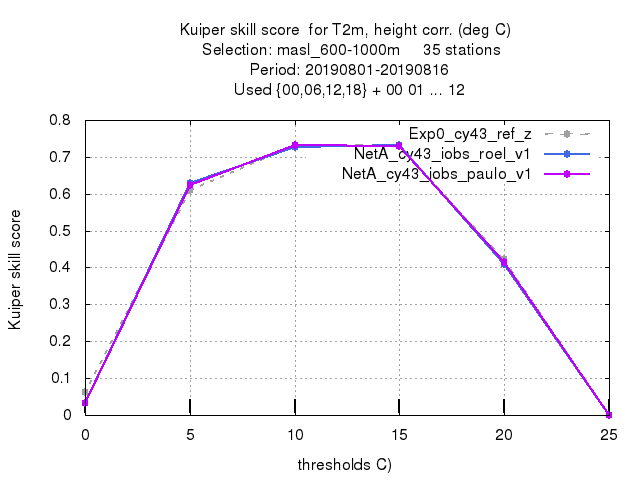 Kuiper skill score  for T2m, height corr. (deg C)
Selection: masl_600-1000m     35 stations
Period: 20190801-20190816
Used {00,06,12,18} + 00 01 ... 12
Exp0_cy43_ref_z
NetA_cy43_iobs_roel_v1
NetA_cy43_iobs_paulo_v1
Kuiper skill score
0.8
0.7
0.6
0.5
0.4
0.3
0.2
0.1
0
0 5 10 15 20 25
thresholds C)